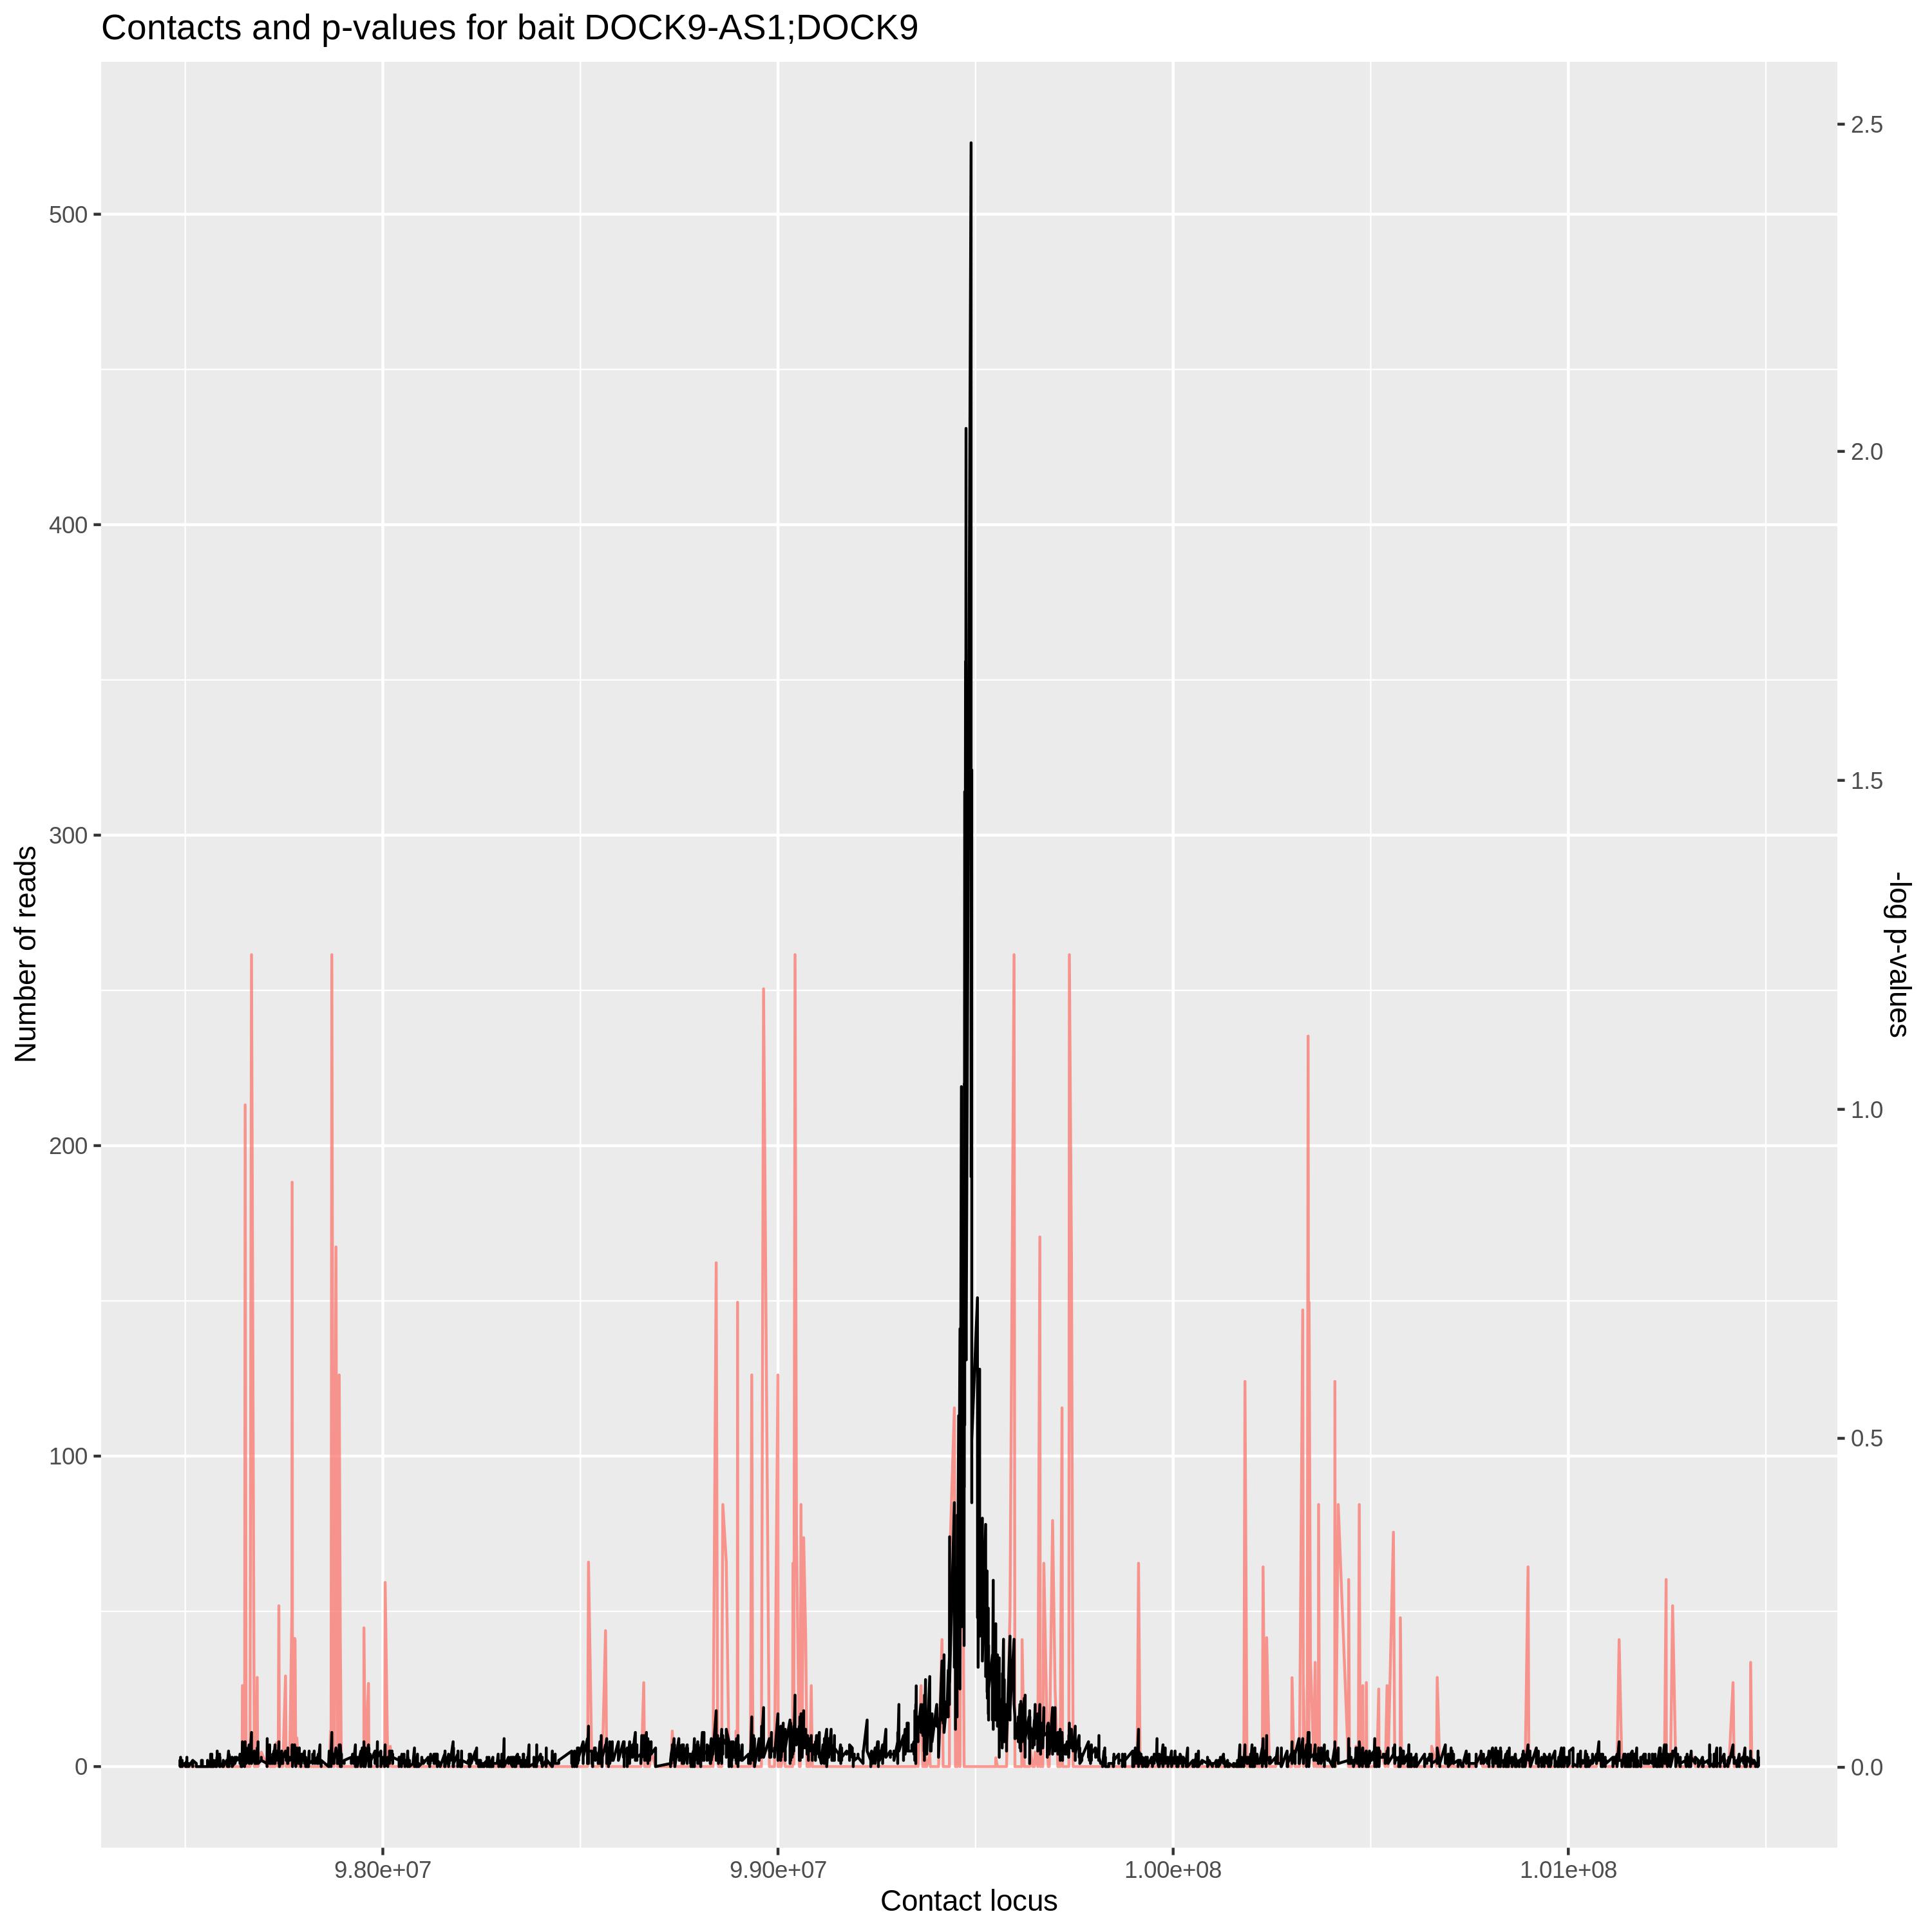 Contacts and p-values for bait DOCK9-AS1;DOCK9
Number of reads
500
400
300
200
100
0
2.5
2.0
1.5
1.0
0.5
0.0
-log p-values
9.80e+07
9.90e+07
1.00e+08
1.01e+08
Contact locus